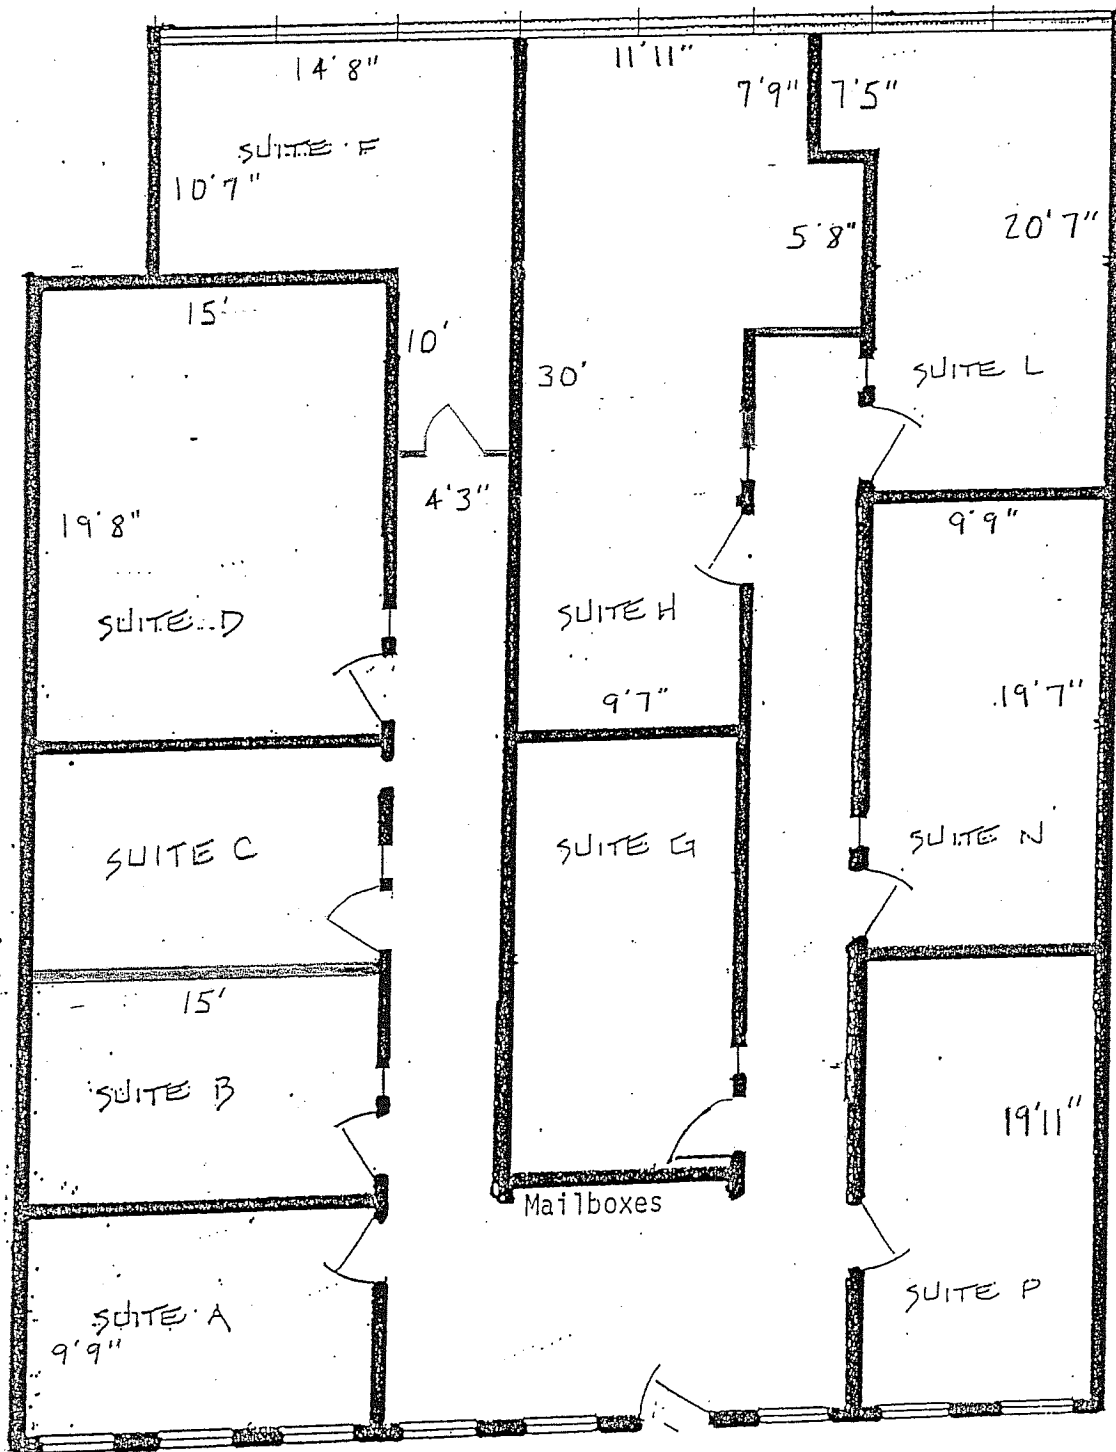 14'8"
11'11"
7'9"
7'5"
SUITE F
10'7"
5'8"
20'7"
15'
10'
30'
SUITE L
4'3"
9'9"
19'8"
SUITE D
SUITE H
9'7"
19'7"
SUITE C
SUITE G
SUITE N
15'
SUITE B
19'11"
Mailboxes
SUITE A
9'9"
SUITE P